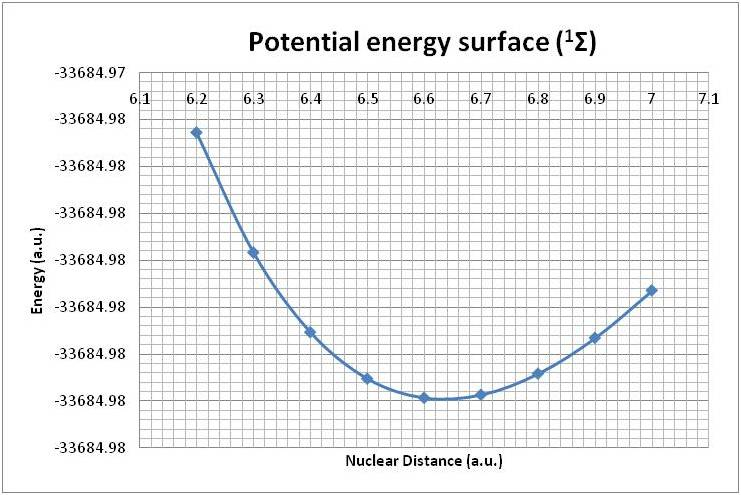 Potential energy surface (¹Σ)
-33684.97
6.1 6.2 6.3 6.4 6.5 6.6 6.7 6.8 6.9 7 7.1
-33684.98
-33684.98
-33684.98
-33684.98
-33684.98
-33684.98
-33684.98
-33684.98
Energy (a.u.)
Nuclear Distance (a.u.)